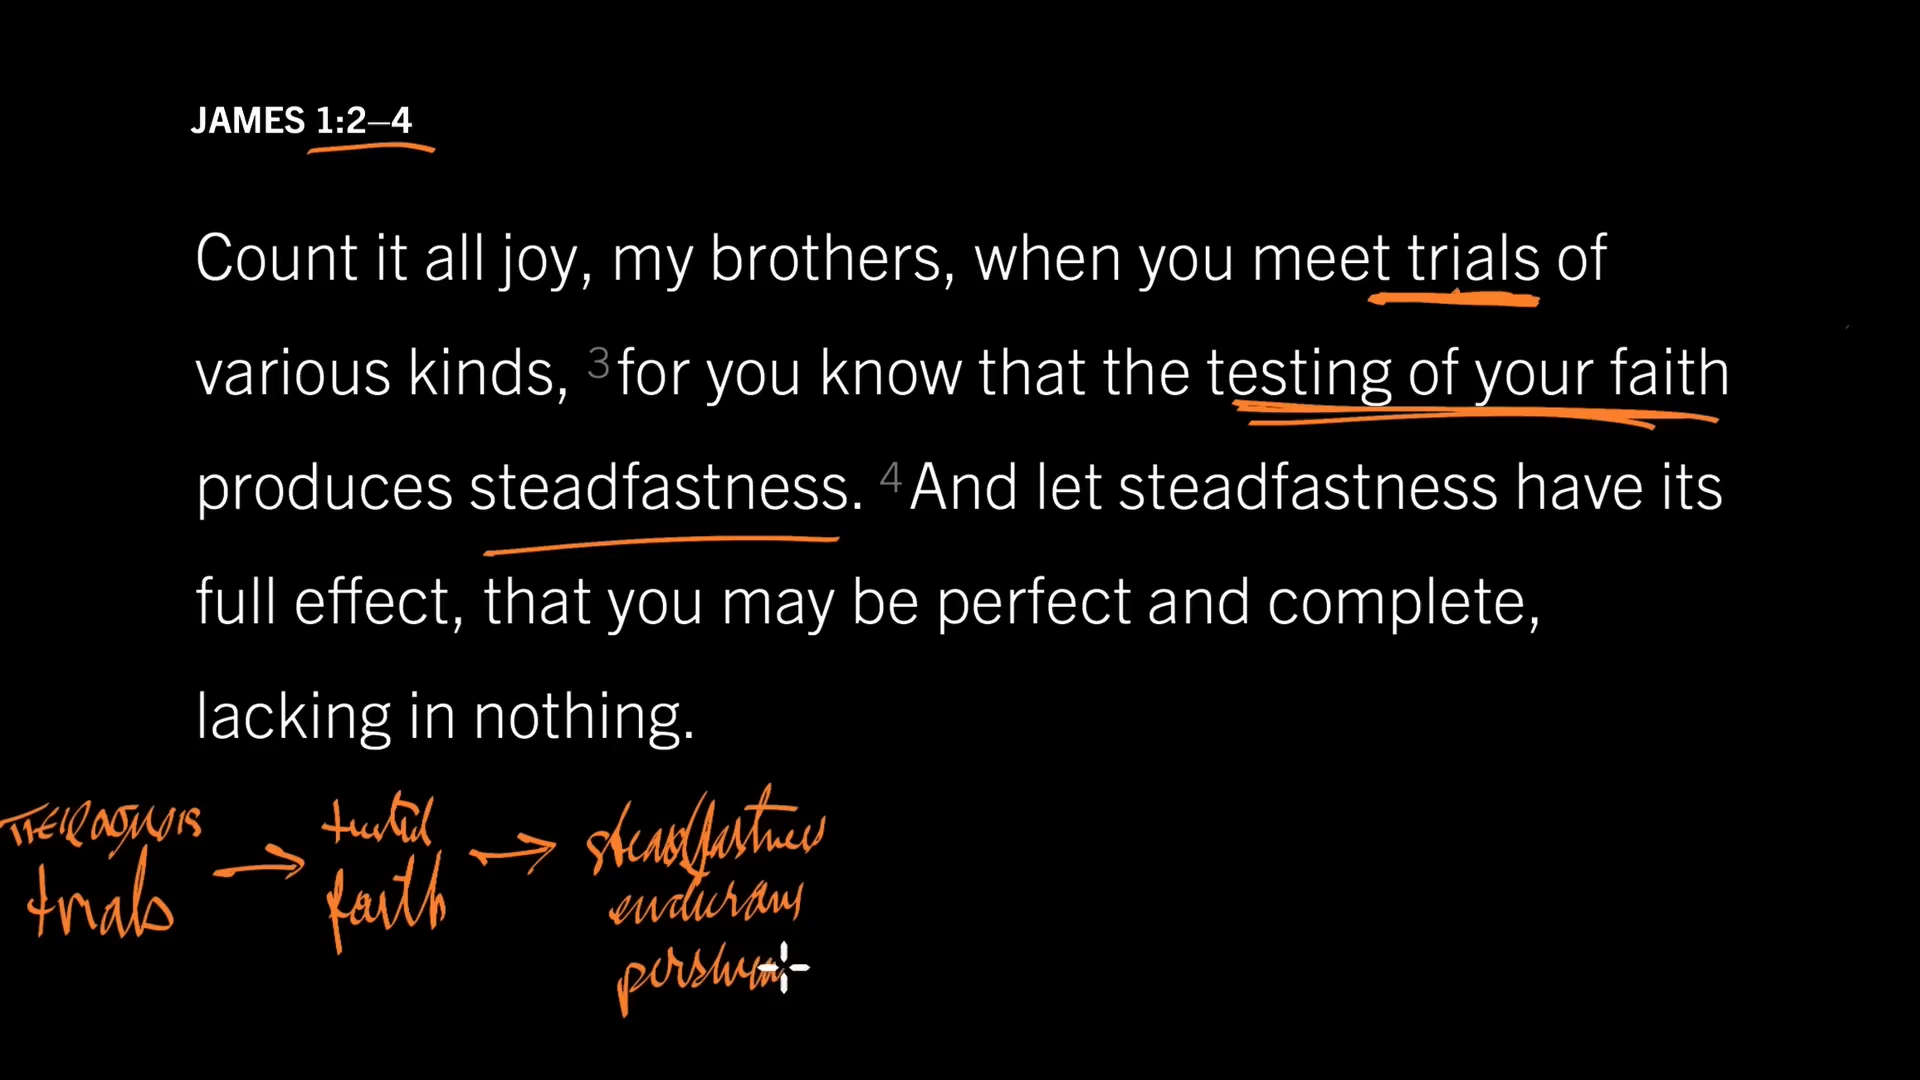 JAMES 1:2–4
Count it all joy, my brothers, when you meet trials of
various kinds, 3 for you know that the testing of your faith
produces steadfastness. 4 And let steadfastness have its
full effect, that you may be perfect and complete,
lacking in nothing.
steadfastness
trials → faith →